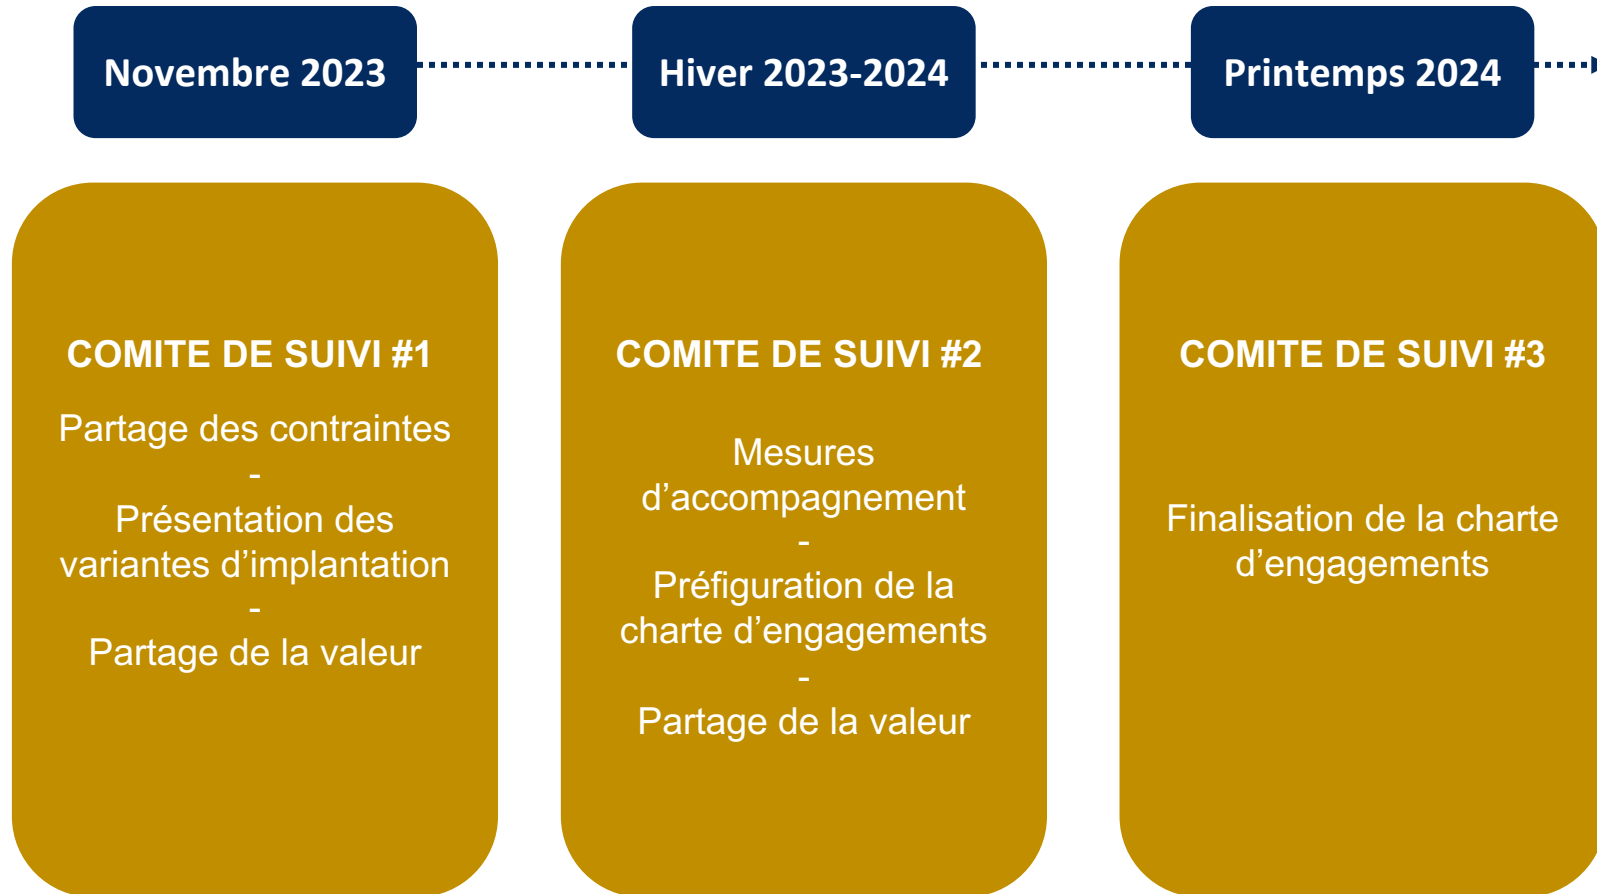 Novembre 2023
Hiver 2023-2024
Printemps 2024
COMITE DE SUIVI #1
Partage des contraintes
-
Présentation des
variantes d’implantation
-
Partage de la valeur
COMITE DE SUIVI #2
Mesures
d’accompagnement
-
Préfiguration de la
charte d’engagements
-
Partage de la valeur
COMITE DE SUIVI #3
Finalisation de la charte
d’engagements